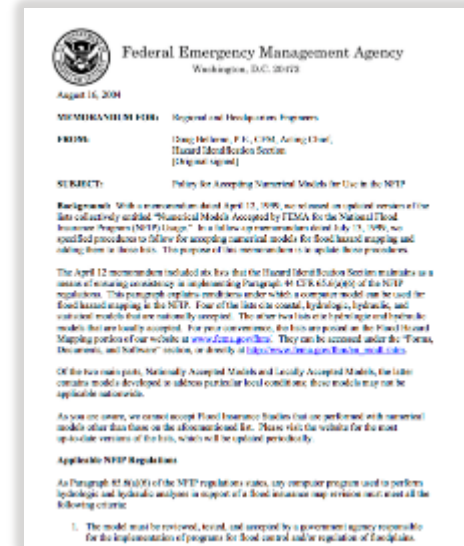 Federal Emergency Management Agency
Washington, D.C. 20472
August 16, 2004
MEMORANDUM FOR: Regional and Headquarters Engineers
FROM: Doug Bellomo, P.E., CFM, Acting Chief,
Hazard Identification Section
[Original signed]
SUBJECT: Policy for Accepting Numerical Models for Use in the NFIP
Background: With a memorandum dated April 12, 1999, we released an updated version of the
lists collectively entitled "Numerical Models Accepted by FEMA for the National Flood
Insurance Program (NFIP) Usage." In a follow-up memorandum dated July 13, 1999, we
specified procedures to follow for accepting numerical models for flood hazard mapping and
adding them to those lists. The purpose of this memorandum is to update those procedures.
The April 12 memorandum included six lists that the Hazard Identification Section maintains as a
means of ensuring consistency in implementing Paragraph 44 CFR 65.6(a)(6) of the NFIP
regulations. This paragraph explains conditions under which a computer model can be used for
flood hazard mapping in the NFIP. Four of the lists are coastal, hydrologic, hydraulic, and
statistical models that are nationally accepted. The other two lists are hydrologic and hydraulic
models that are locally accepted. For your convenience, the lists are posted on the Flood Hazard
Mapping portion of our website at www.fema.gov/fhm/. They can be accessed under the "Forms,
Documents, and Software" section, or directly at
Of the two main parts, Nationally Accepted Models and Locally Accepted Models, the latter
contains models developed to address particular local conditions; these models may not be
applicable nationwide.
As you are aware, we cannot accept Flood Insurance Studies that are performed with numerical
models other than those on the aforementioned list. Please visit the website for the most
up-to-date versions of the lists, which will be updated periodically.
Applicable NFIP Regulations
As Paragraph 65.6(a)(6) of the NFIP regulations states, any computer program used to perform
hydrologic and hydraulic analyses in support of a flood insurance map revision must meet all the
following criteria:
1. The model must be reviewed, tested, and accepted by a government agency responsible
for the implementation of programs for flood control and/or regulation of floodplains.